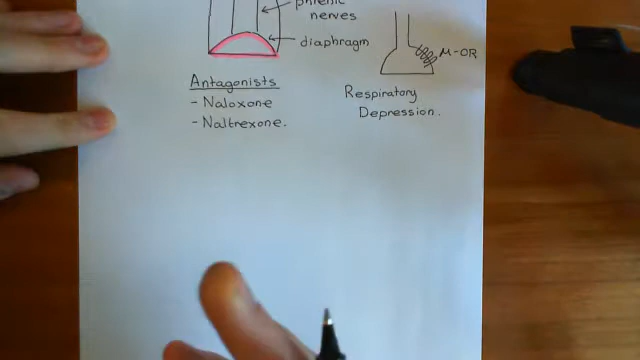 phrenic
nerves
diaphragm
μ-OR
Antagonists
- Naloxone
- Naltrexone.
Respiratory
Depression..